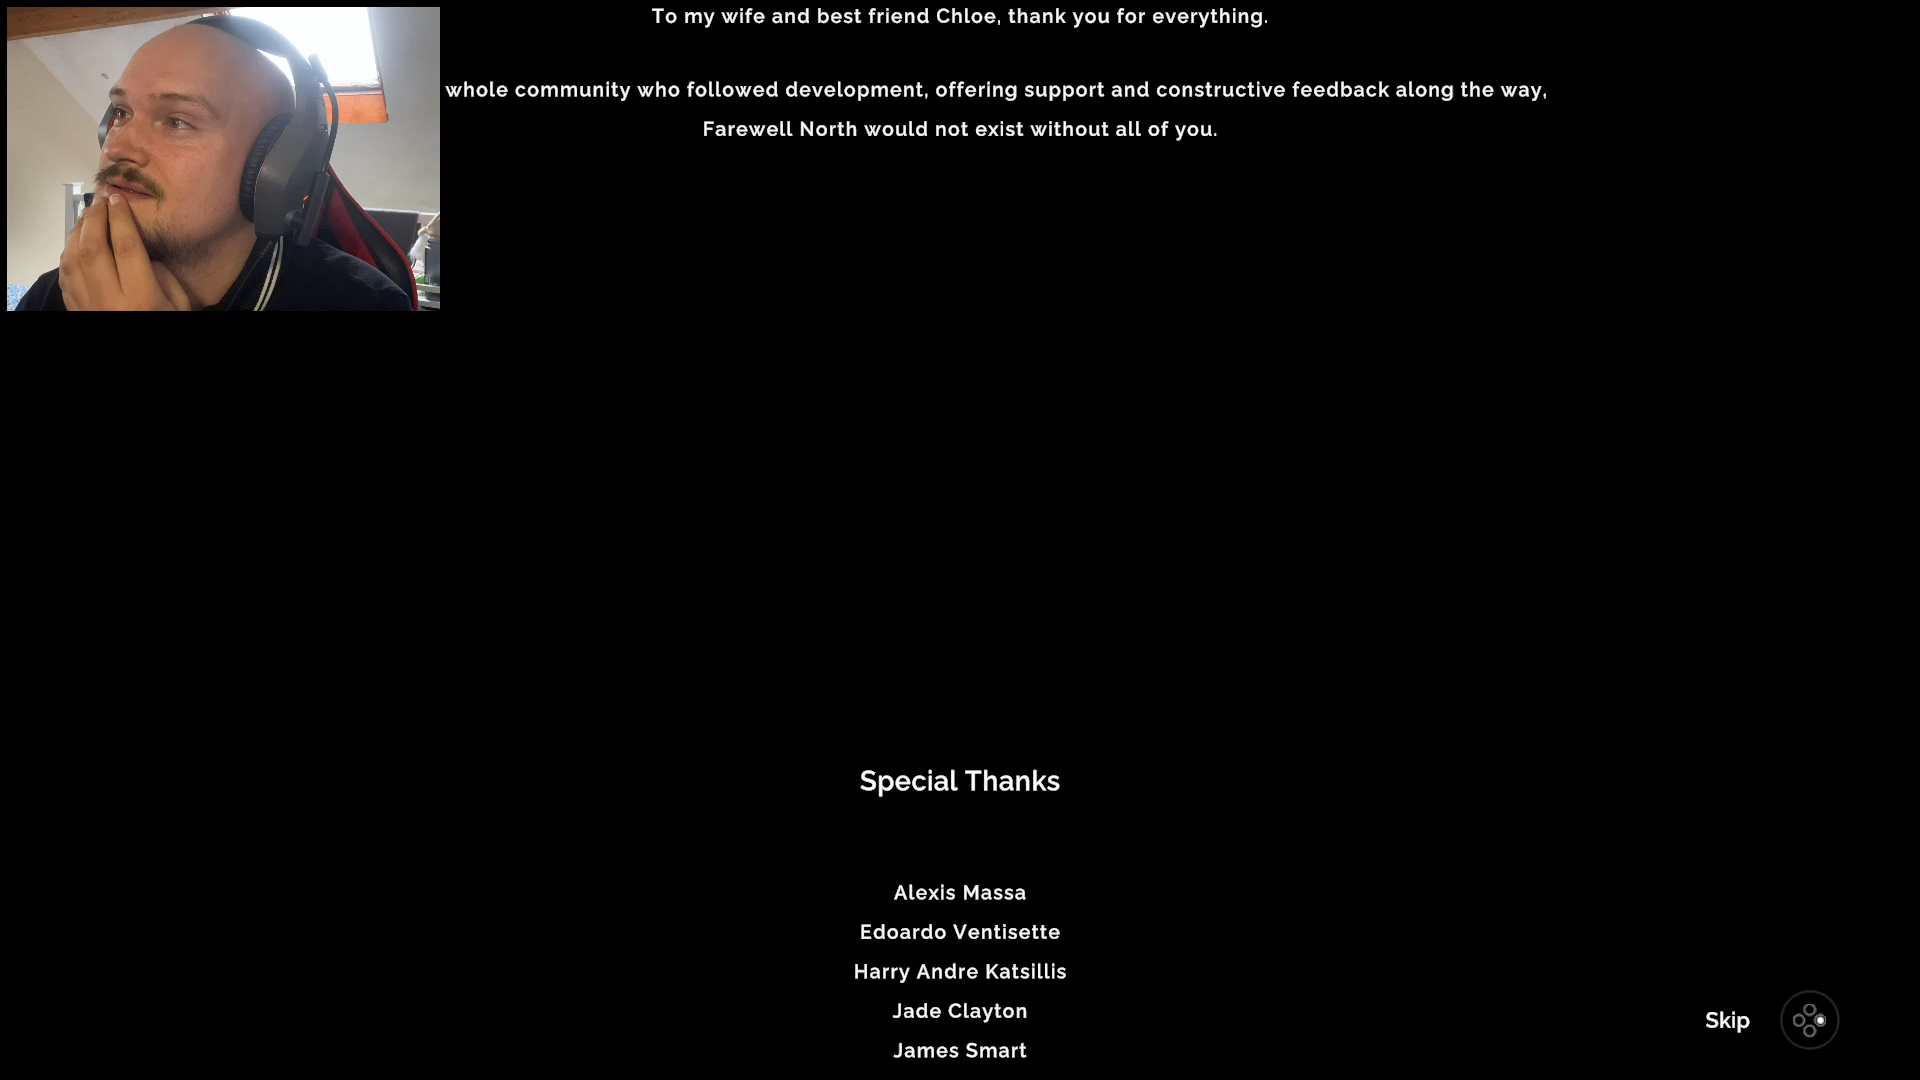 To my wife and best friend Chloe, thank you for everything.
whole community who followed development, offering support and constructive feedback along the way,
Farewell North would not exist without all of you.
Special Thanks
Alexis Massa
Edoardo Ventisette
Harry Andre Katsillis
Jade Clayton
James Smart
Skip